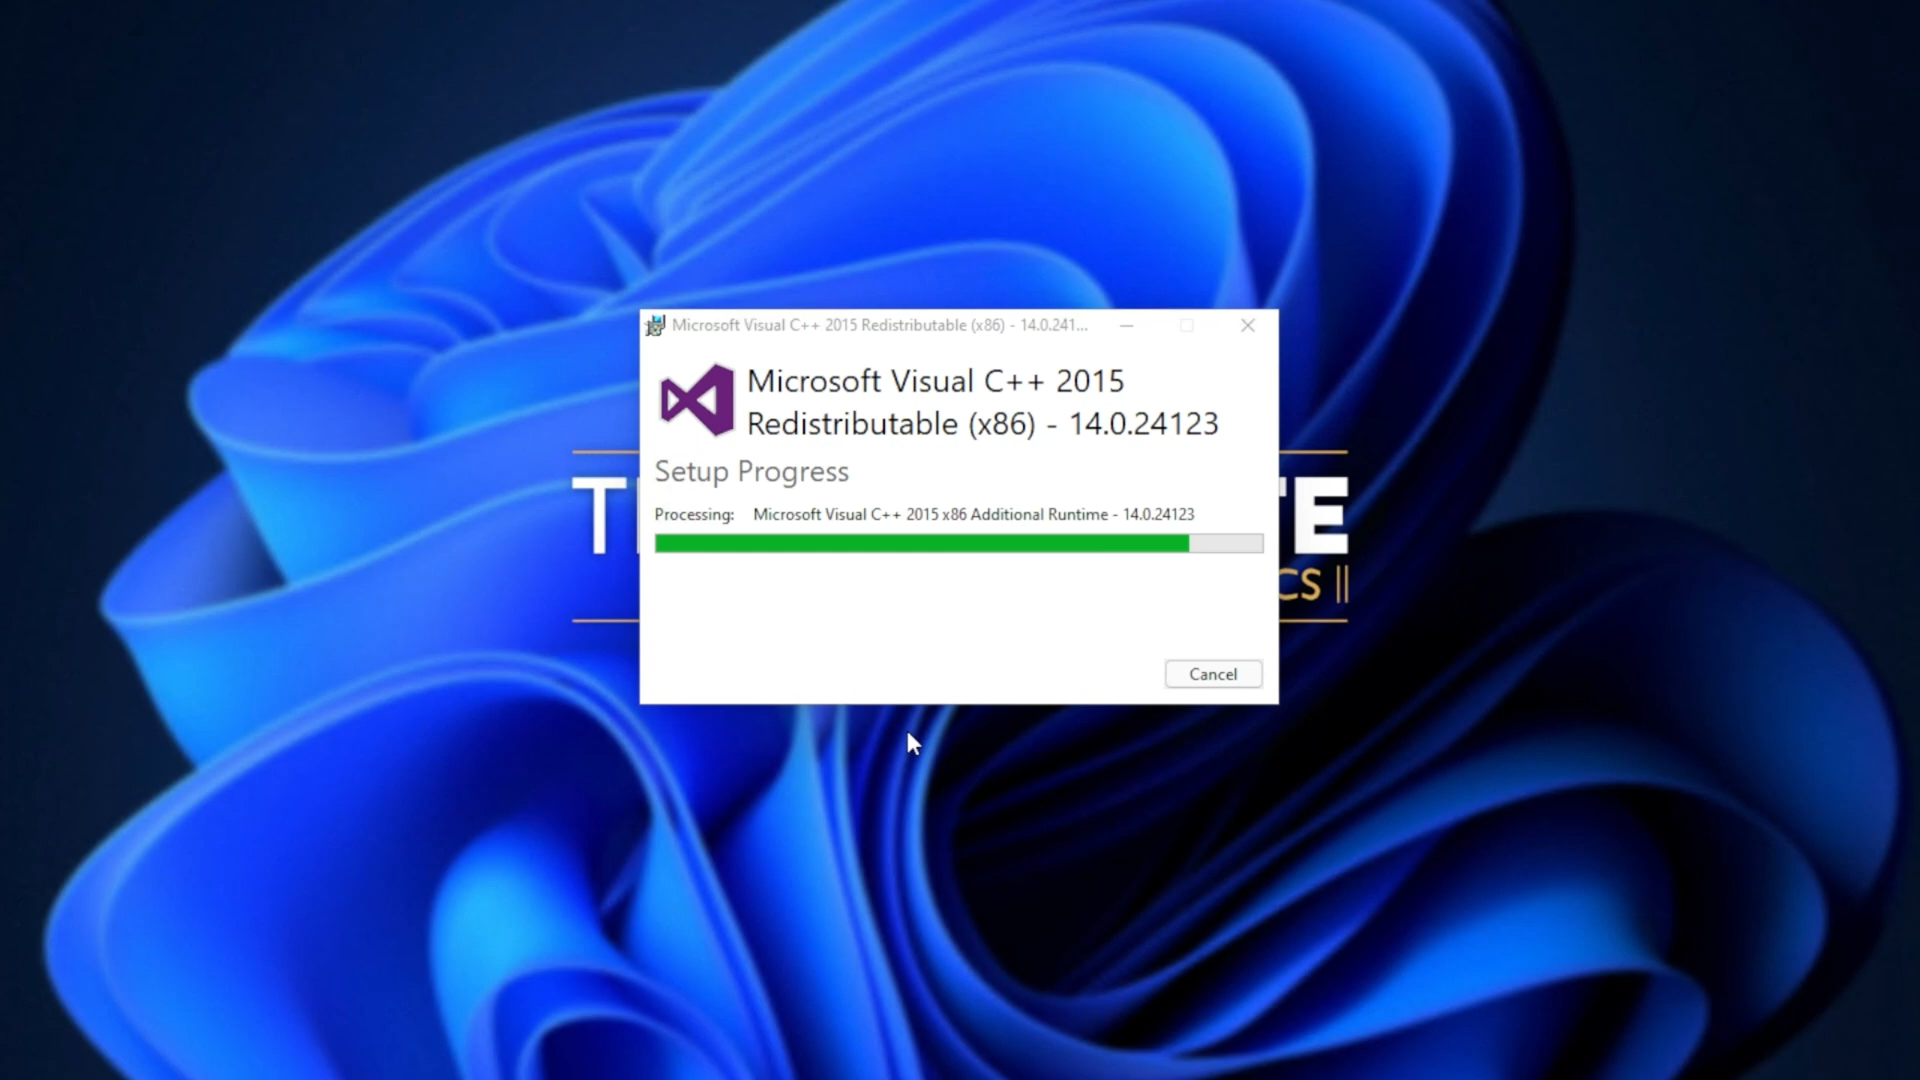 Microsoft Visual C++ 2015 Redistributable (x86) - 14.0.241...
Microsoft Visual C++ 2015
Redistributable (x86) - 14.0.24123
Setup Progress
Processing: Microsoft Visual C++ 2015 x86 Additional Runtime - 14.0.24123
Cancel